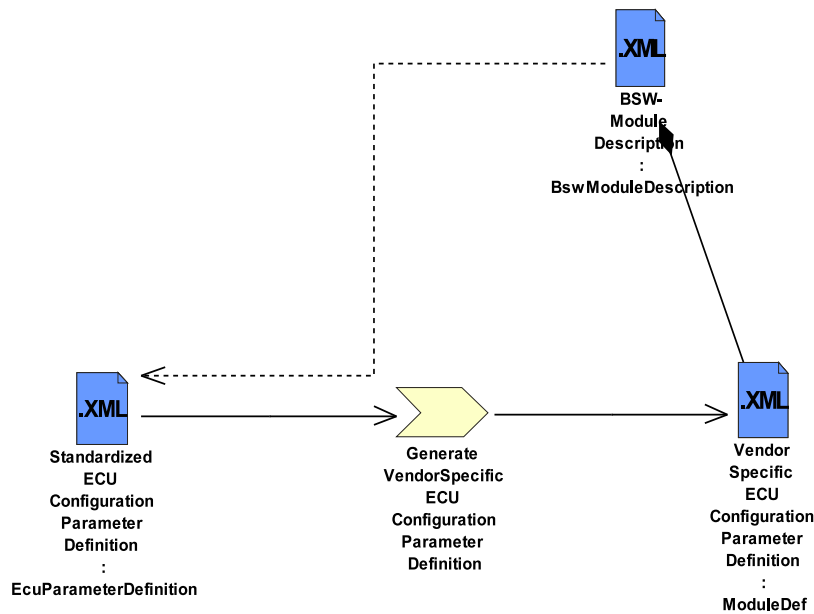 .XML
BSW-
Module
Description
:
BswModuleDescription
.XML
Standardized
ECU
Configuration
Parameter
Definition
:
EcuParameterDefinition
Generate
VendorSpecific
ECU
Configuration
Parameter
Definition
.XML
Vendor
Specific
ECU
Configuration
Parameter
Definition
:
ModuleDef